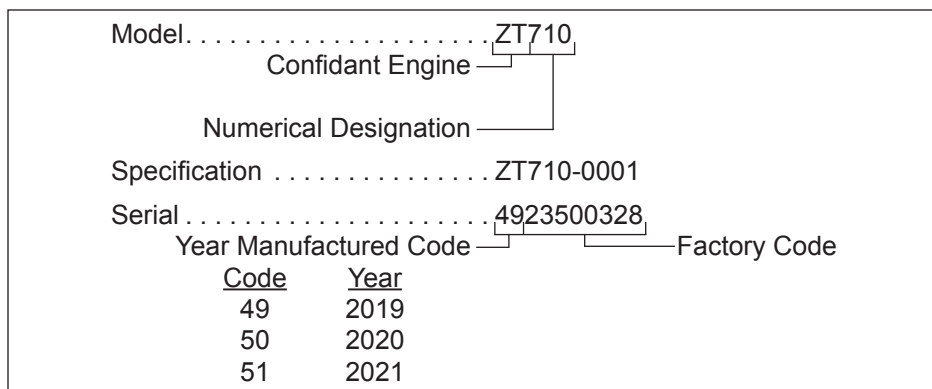 Model. . . . . . . . . . . . . . . . . . . . . ZT710
Confidant Engine
Numerical Designation
Specification . . . . . . . . . . . . . . . ZT710-0001
Serial . . . . . . . . . . . . . . . . . . . . . 4923500328
Year Manufactured Code Factory Code
Code Year
49 2019
50 2020
51 2021